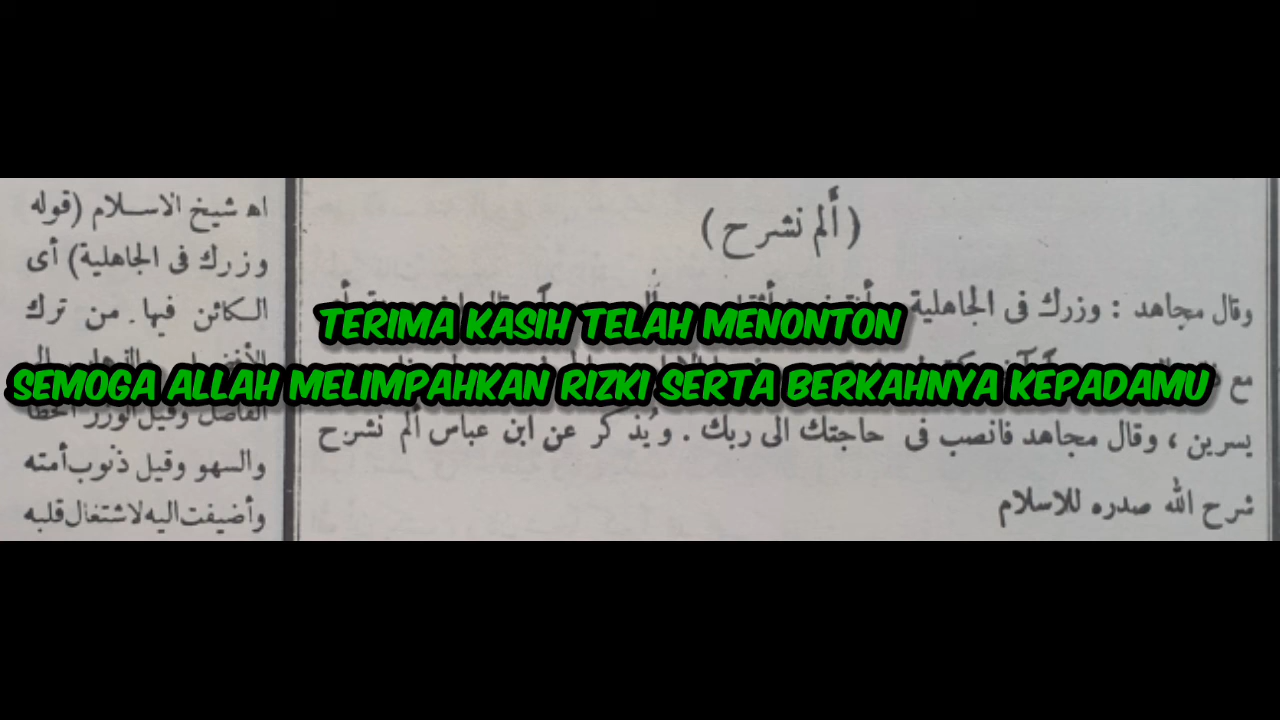 (ألم نشرح)
وقال مجاهد : وزرك فى الجاهلية
مع
يسرين ، وقال مجاهد فانصب فى حاجتك الى ربك . ويُذكر عن ابن عباس ألم نشرح
شرح الله صدره للاسلام
اه شيخ الاسلام (قوله
وزرك فى الجاهلية) أى
الكائن فيها . من ترك
الفاضل وقيل الوزر الخطأ
والسهو وقيل ذنوب أمته
وأضيفت اليه لاشتغال قلبه
TERIMA KASIH TELAH MENONTON
SEMOGA ALLAH MELIMPAHKAN RIZKI SERTA BERKAHNYA KEPADAMU